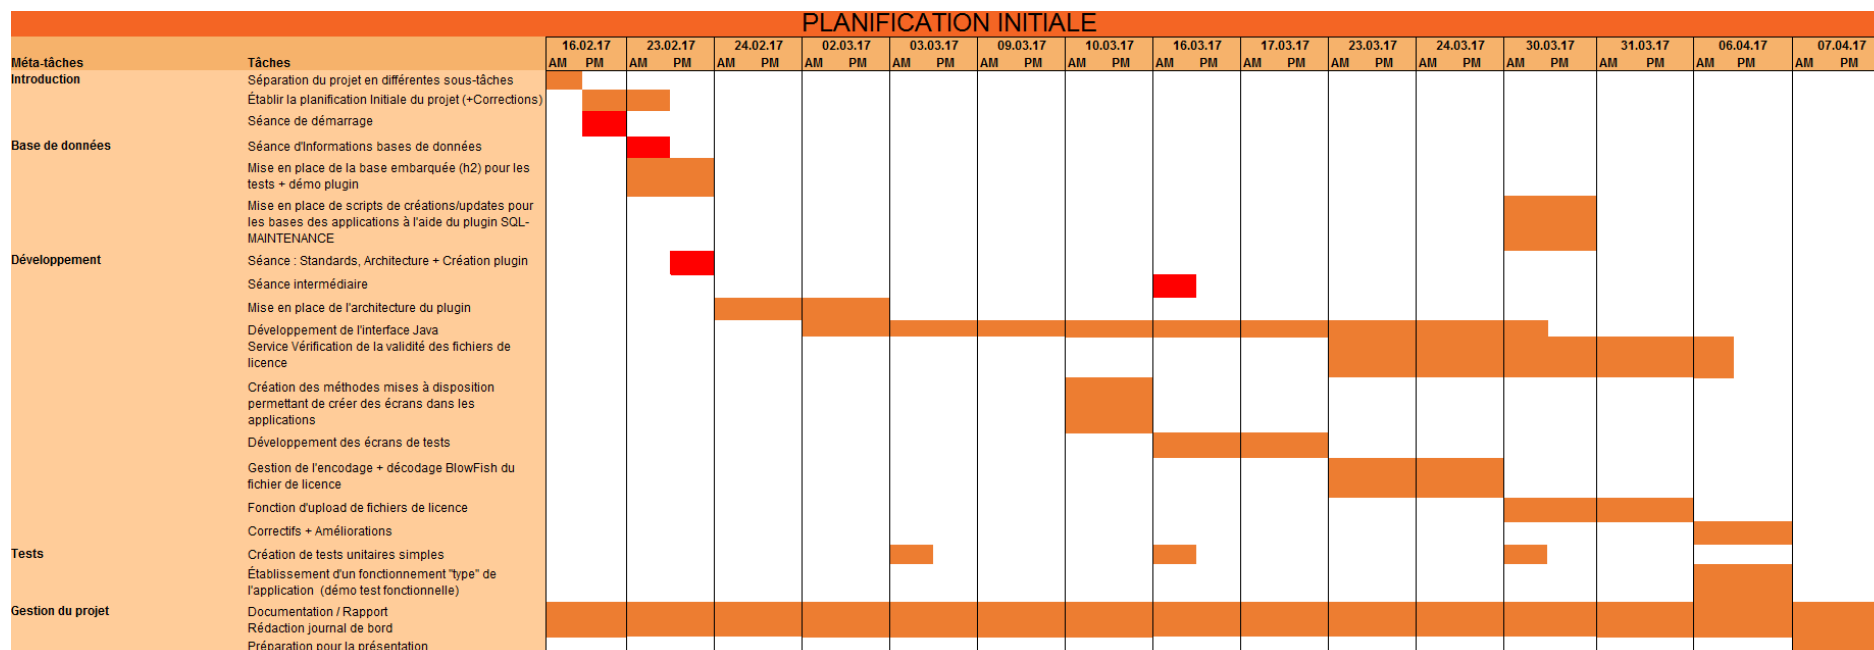 PLANIFICATION INITIALE
16.02.17 23.02.17 24.02.17 02.03.17 03.03.17 09.03.17 10.03.17 16.03.17 17.03.17 23.03.17 24.03.17 30.03.17 31.03.17 06.04.17 07.04.17
Méta-tâches Tâches AM PM AM PM AM PM AM PM AM PM AM PM AM PM AM PM AM PM AM PM AM PM AM PM AM PM AM PM AM PM
Introduction Séparation du projet en différentes sous-tâches
Établir la planification Initiale du projet (+Corrections)
Séance de démarrage
Base de données Séance d'Informations bases de données
Mise en place de la base embarquée (h2) pour les
tests + démo plugin
Mise en place de scripts de créations/updates pour
les bases des applications à l'aide du plugin SQL-
MAINTENANCE
Développement Séance : Standards, Architecture + Création plugin
Séance intermédiaire
Mise en place de l'architecture du plugin
Développement de l'interface Java
Service Vérification de la validité des fichiers de
licence
Création des méthodes mises à disposition
permettant de créer des écrans dans les
applications
Développement des écrans de tests
Gestion de l'encodage + décodage BlowFish du
fichier de licence
Fonction d'upload de fichiers de licence
Correctifs + Améliorations
Tests Création de tests unitaires simples
Établissement d'un fonctionnement "type" de
l'application (démo test fonctionnelle)
Gestion du projet Documentation / Rapport
Rédaction journal de bord
Préparation pour la présentation